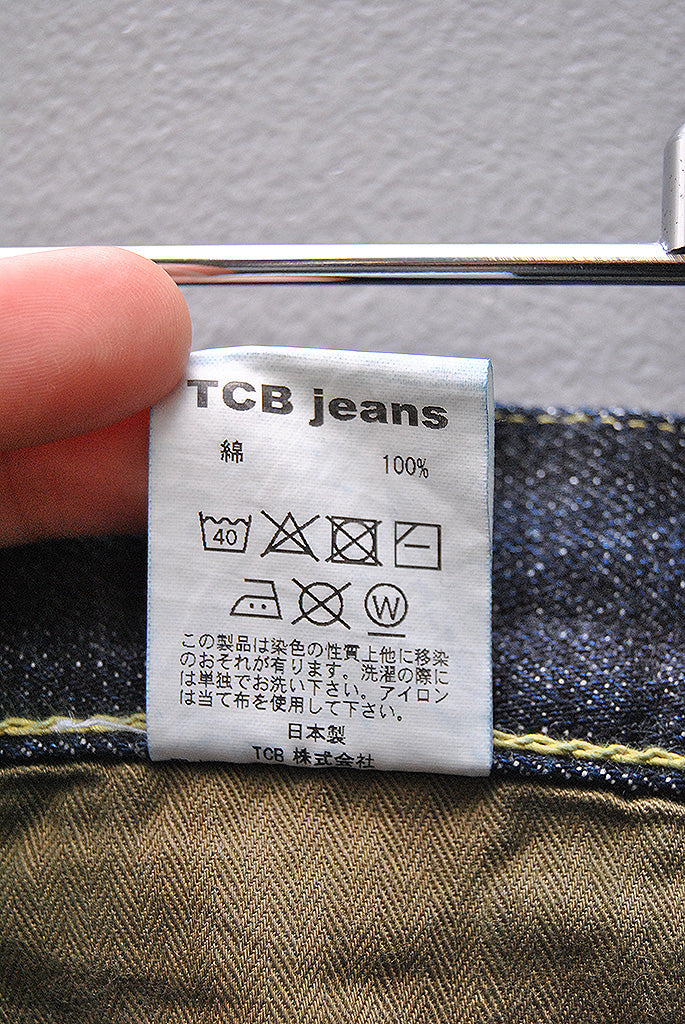 TCB jeans
綿 100%
40
W
この製品は染色の性質上他に移染
のおそれが有ります。洗濯の際に
は単独でお洗い下さい。アイロン
は当て布を使用して下さい。
日本製
TCB 株式会社